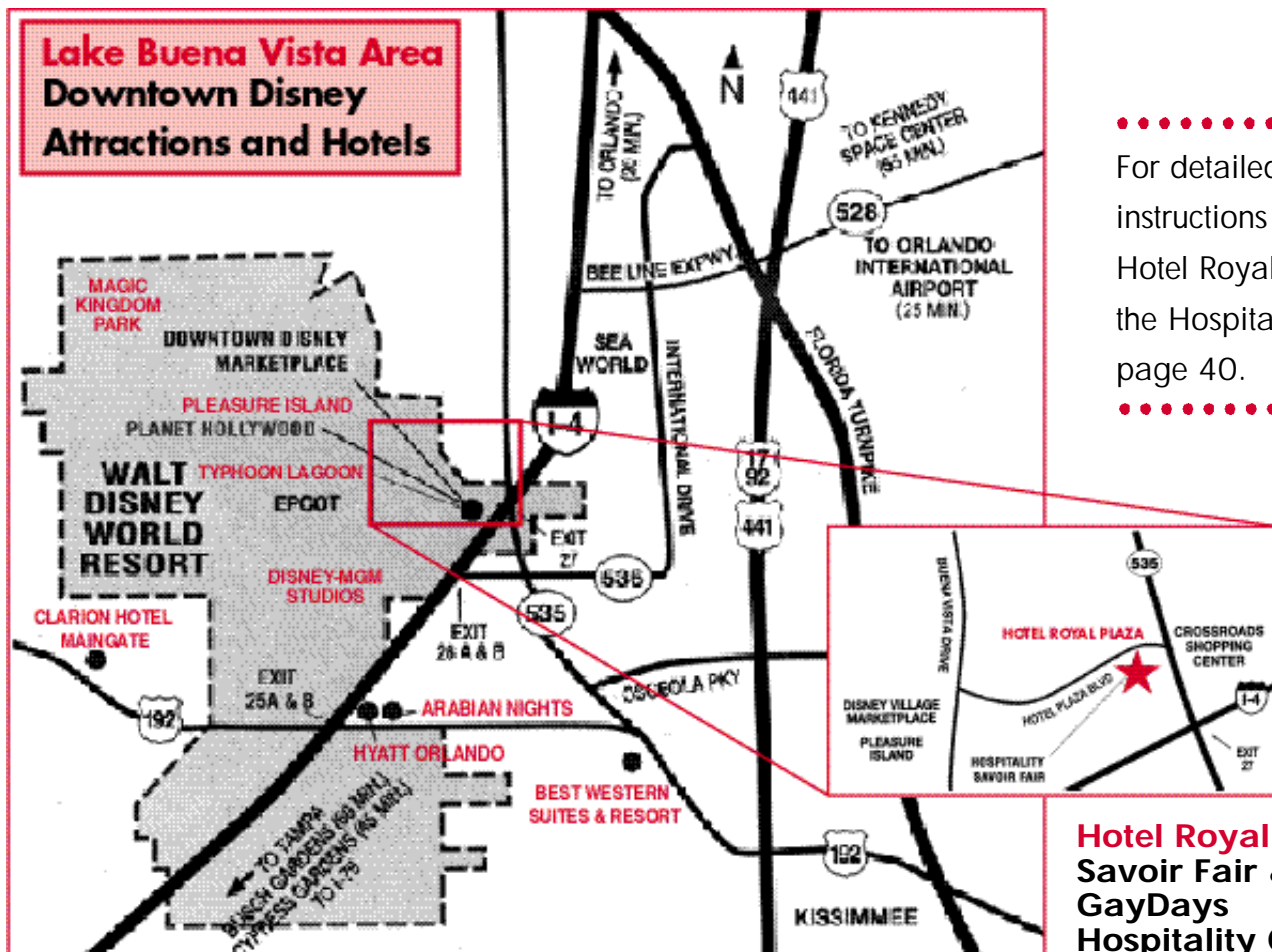 Lake Buena Vista Area
Downtown Disney
Attractions and Hotels
TO ORLANDO
(20 MIN.)
N
441
TO KENNEDY
SPACE CENTER
(55 MIN.)
528
TO ORLANDO
INTERNATIONAL
AIRPORT
(25 MIN.)
BEE LINE EXPWY.
SEA
WORLD
INTERNATIONAL DRIVE
FLORIDA TURNPIKE
I-4
17
92
441
MAGIC
KINGDOM
PARK
DOWNTOWN DISNEY
MARKETPLACE
PLEASURE ISLAND
PLANET HOLLYWOOD
TYPHOON LAGOON
EPCOT
WALT
DISNEY
WORLD
RESORT
DISNEY-MGM
STUDIOS
EXIT
27
536
535
EXIT
26 A & B
CLARION HOTEL
MAINGATE
192
EXIT
25A & B
OSCEOLA PKY
ARABIAN NIGHTS
HYATT ORLANDO
BEST WESTERN
SUITES & RESORT
192
KISSIMMEE
TO TAMPA
BUSCH GARDENS
CYPRESS GARDENS (45 MIN.)
TO I-75
BUENA VISTA DRIVE
535
HOTEL ROYAL PLAZA
CROSSROADS
SHOPPING
CENTER
HOTEL PLAZA BLVD
DISNEY VILLAGE
MARKETPLACE
PLEASURE
ISLAND
HOSPITALITY
SAVOIR FAIR
I-4
EXIT
27
For detailed
instructions
Hotel Royal
the Hospita
page 40.
Hotel Royal
Savoir Fair
GayDays
Hospitality